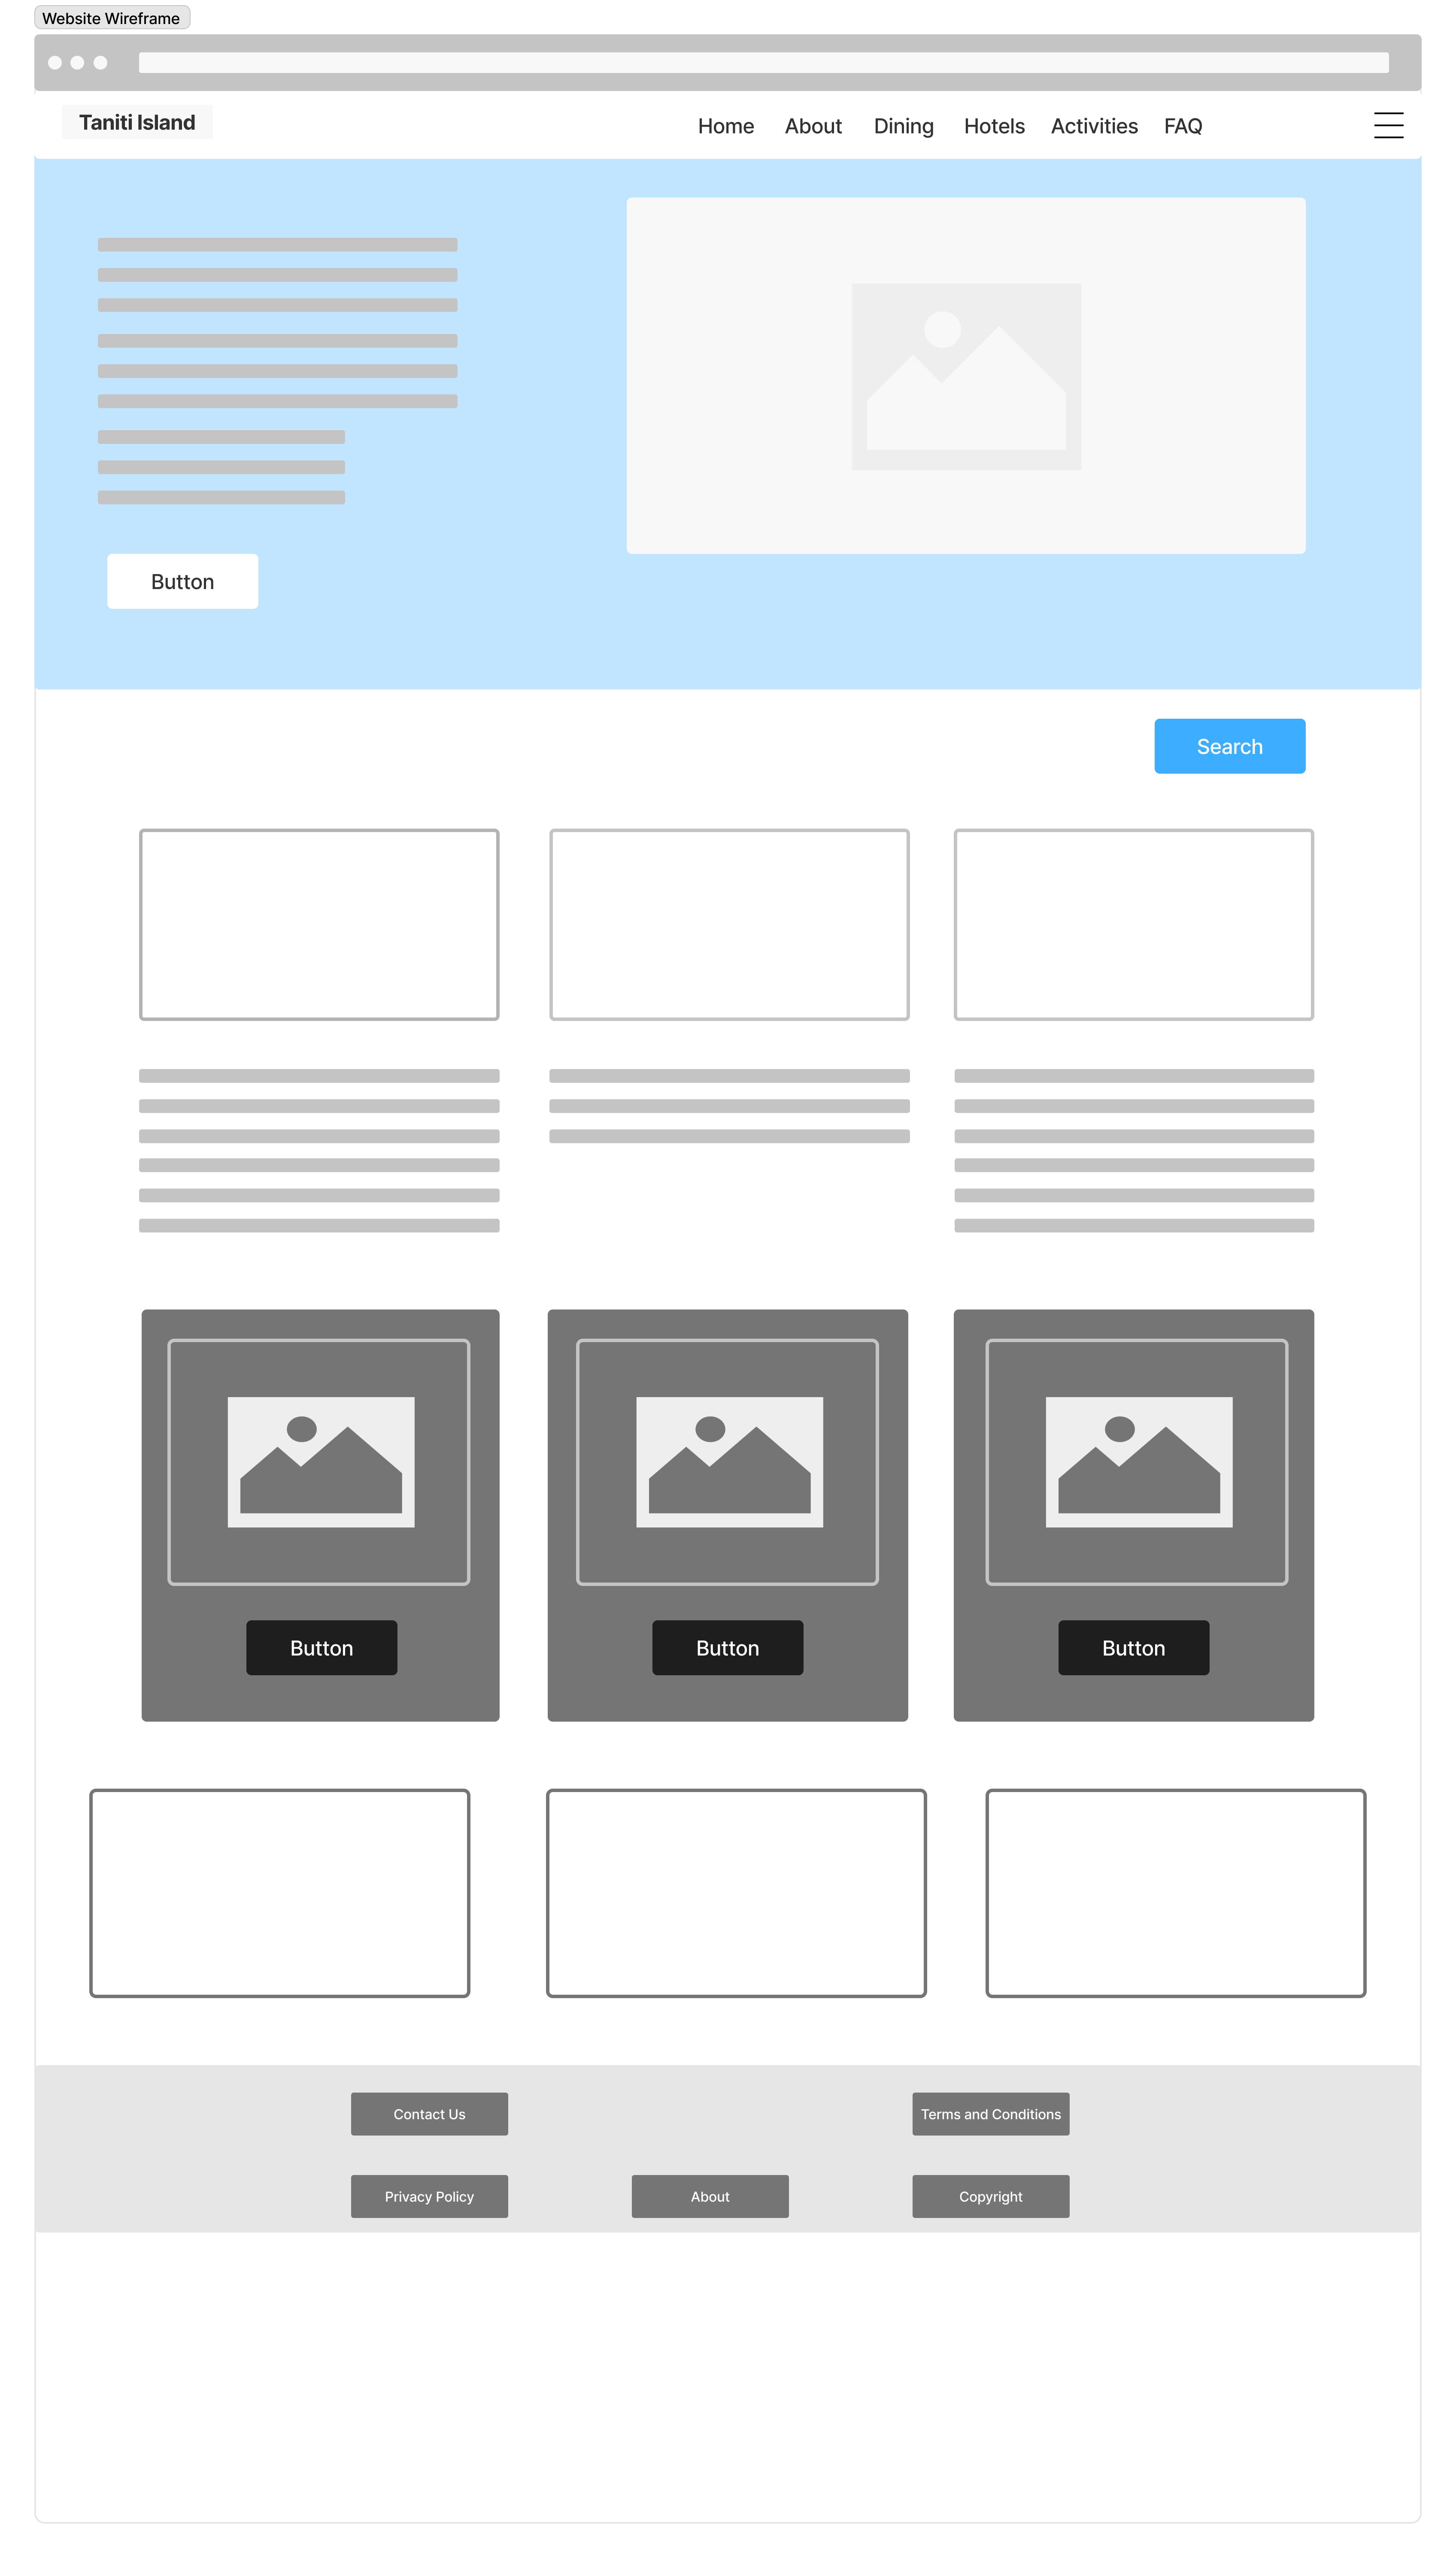 Website Wireframe
Taniti Island
Home About Dining Hotels Activities FAQ
Button
Search
Button Button Button
Contact Us Terms and Conditions
Privacy Policy About Copyright